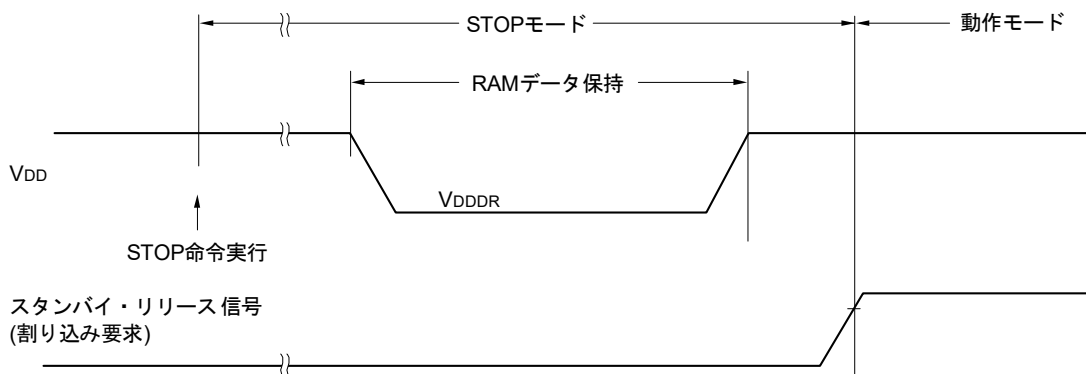 STOPモード
動作モード
RAMデータ保持
VDD
VDDDR
STOP命令実行
スタンバイ・リリース信号
(割り込み要求)